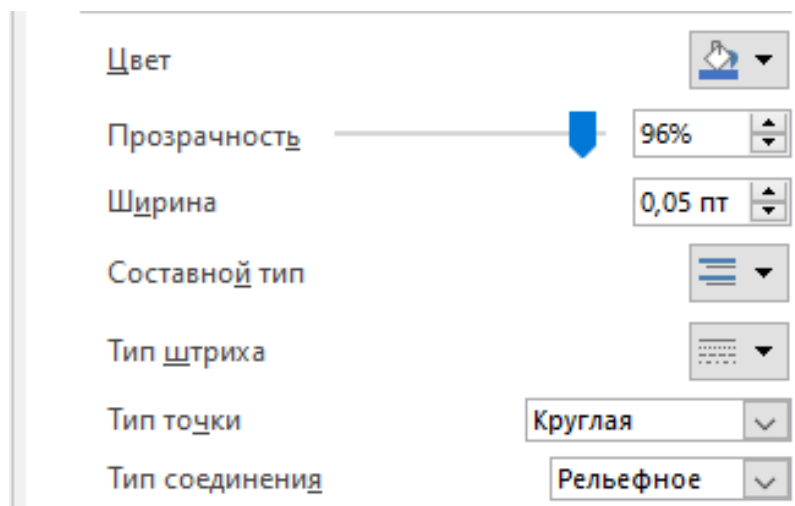 Цвет
Прозрачность 96%
Ширина 0,05 пт
Составной тип
Тип штриха
Тип точки Круглая
Тип соединения Рельефное